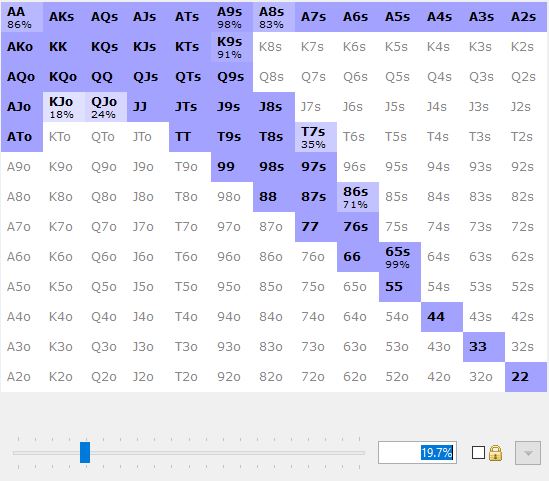 AA AKs AQs AJs ATs A9s A8s A7s A6s A5s A4s A3s A2s
86% 98% 83%
AKo KK KQs KJs KTs K9s K8s K7s K6s K5s K4s K3s K2s
91%
AQo KQo QQ QJs QTs Q9s Q8s Q7s Q6s Q5s Q4s Q3s Q2s
AJo KJo QJo JJ JTs J9s J8s J7s J6s J5s J4s J3s J2s
18% 24%
ATo KTo QTo JTo TT T9s T8s T7s T6s T5s T4s T3s T2s
35%
A9o K9o Q9o J9o T9o 99 98s 97s 96s 95s 94s 93s 92s
A8o K8o Q8o J8o T8o 98o 88 87s 86s 85s 84s 83s 82s
71%
A7o K7o Q7o J7o T7o 97o 87o 77 76s 75s 74s 73s 72s
A6o K6o Q6o J6o T6o 96o 86o 76o 66 65s 64s 63s 62s
99%
A5o K5o Q5o J5o T5o 95o 85o 75o 65o 55 54s 53s 52s
A4o K4o Q4o J4o T4o 94o 84o 74o 64o 54o 44 43s 42s
A3o K3o Q3o J3o T3o 93o 83o 73o 63o 53o 43o 33 32s
A2o K2o Q2o J2o T2o 92o 82o 72o 62o 52o 42o 32o 22
19.7%